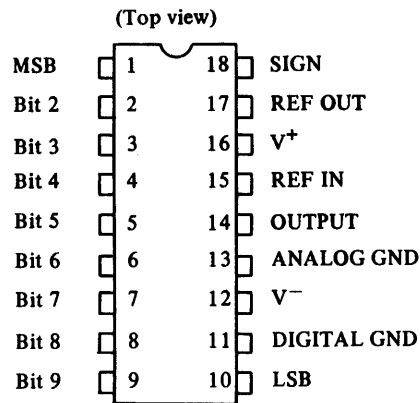 (Top view)
MSB 1 18 SIGN
Bit 2 2 17 REF OUT
Bit 3 3 16 V+
Bit 4 4 15 REF IN
Bit 5 5 14 OUTPUT
Bit 6 6 13 ANALOG GND
Bit 7 7 12 V−
Bit 8 8 11 DIGITAL GND
Bit 9 9 10 LSB